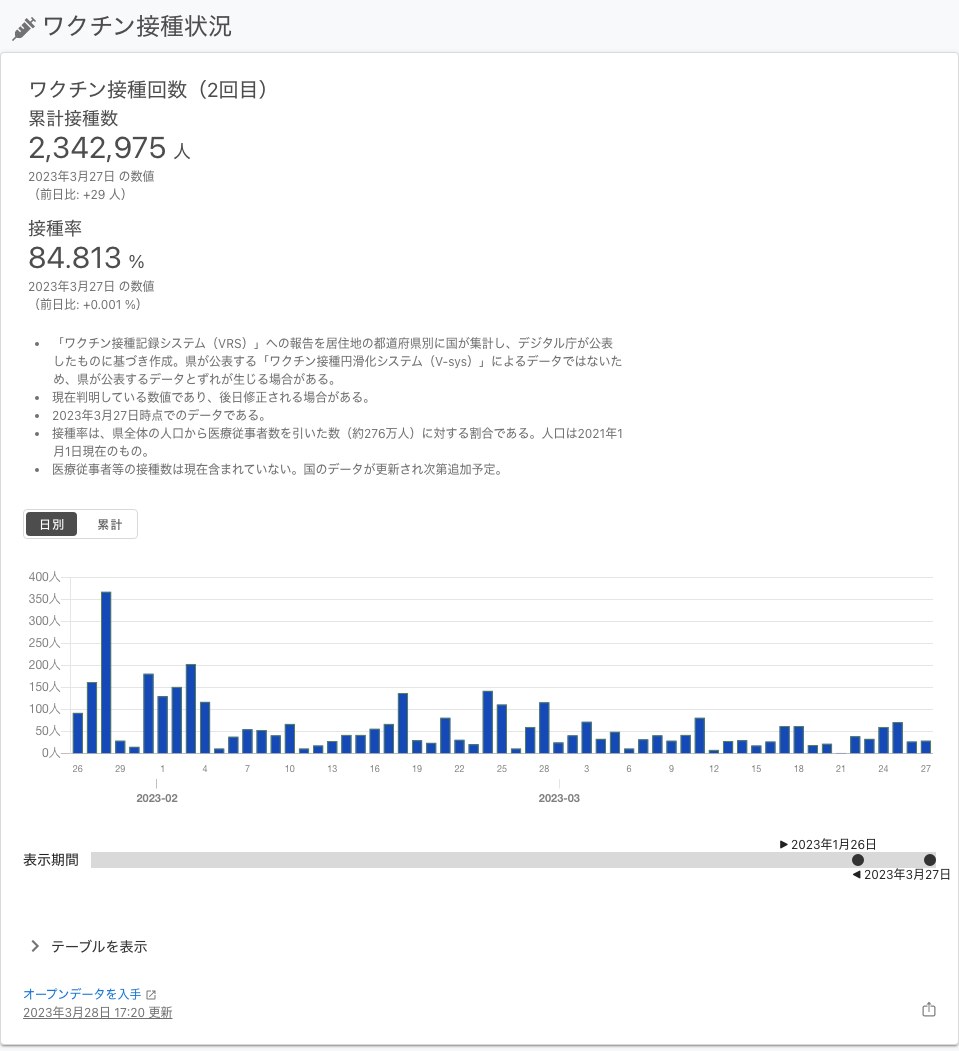 ワクチン接種状況
ワクチン接種回数（2回目）
累計接種数
2,342,975 人
2023年3月27日 の数値
（前日比: +29 人）
接種率
84.813 %
2023年3月27日 の数値
（前日比: +0.001 %）
• 「ワクチン接種記録システム（VRS）」への報告を居住地の都道府県別に国が集計し、デジタル庁が公表
したものに基づき作成。県が公表する「ワクチン接種円滑化システム（V-sys）」によるデータではないた
め、県が公表するデータとずれが生じる場合がある。
• 現在判明している数値であり、後日修正される場合がある。
• 2023年3月27日時点でのデータである。
• 接種率は、県全体の人口から医療従事者数を引いた数（約276万人）に対する割合である。人口は2021年1
月1日現在のもの。
• 医療従事者等の接種数は現在含まれていない。国のデータが更新され次第追加予定。
日別 累計
400人
350人
300人
250人
200人
150人
100人
50人
0人
26 29 1 4 7 10 13 16 19 22 25 28 3 6 9 12 15 18 21 24 27
2023-02 2023-03
▶ 2023年1月26日
表示期間
◀ 2023年3月27日
テーブルを表示
オープンデータを入手
2023年3月28日 17:20 更新